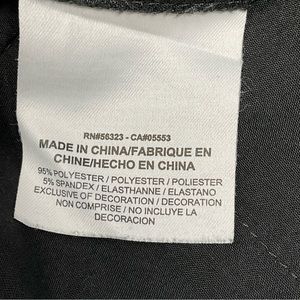 RN#56323 - CA#05553
MADE IN CHINA/FABRIQUE EN
CHINE/HECHO EN CHINA
95% POLYESTER / POLYESTER / POLIESTER
5% SPANDEX / ELASTHANNE / ELASTANO
EXCLUSIVE OF DECORATION / DECORATION
NON COMPRISE / NO INCLUYE LA
DECORACION